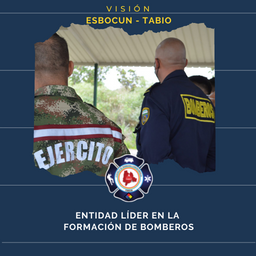 VISIÓN
ESBOCUN - TABIO
EJERCITO
BOMBEROS
ENTIDAD LÍDER EN LA
FORMACIÓN DE BOMBEROS